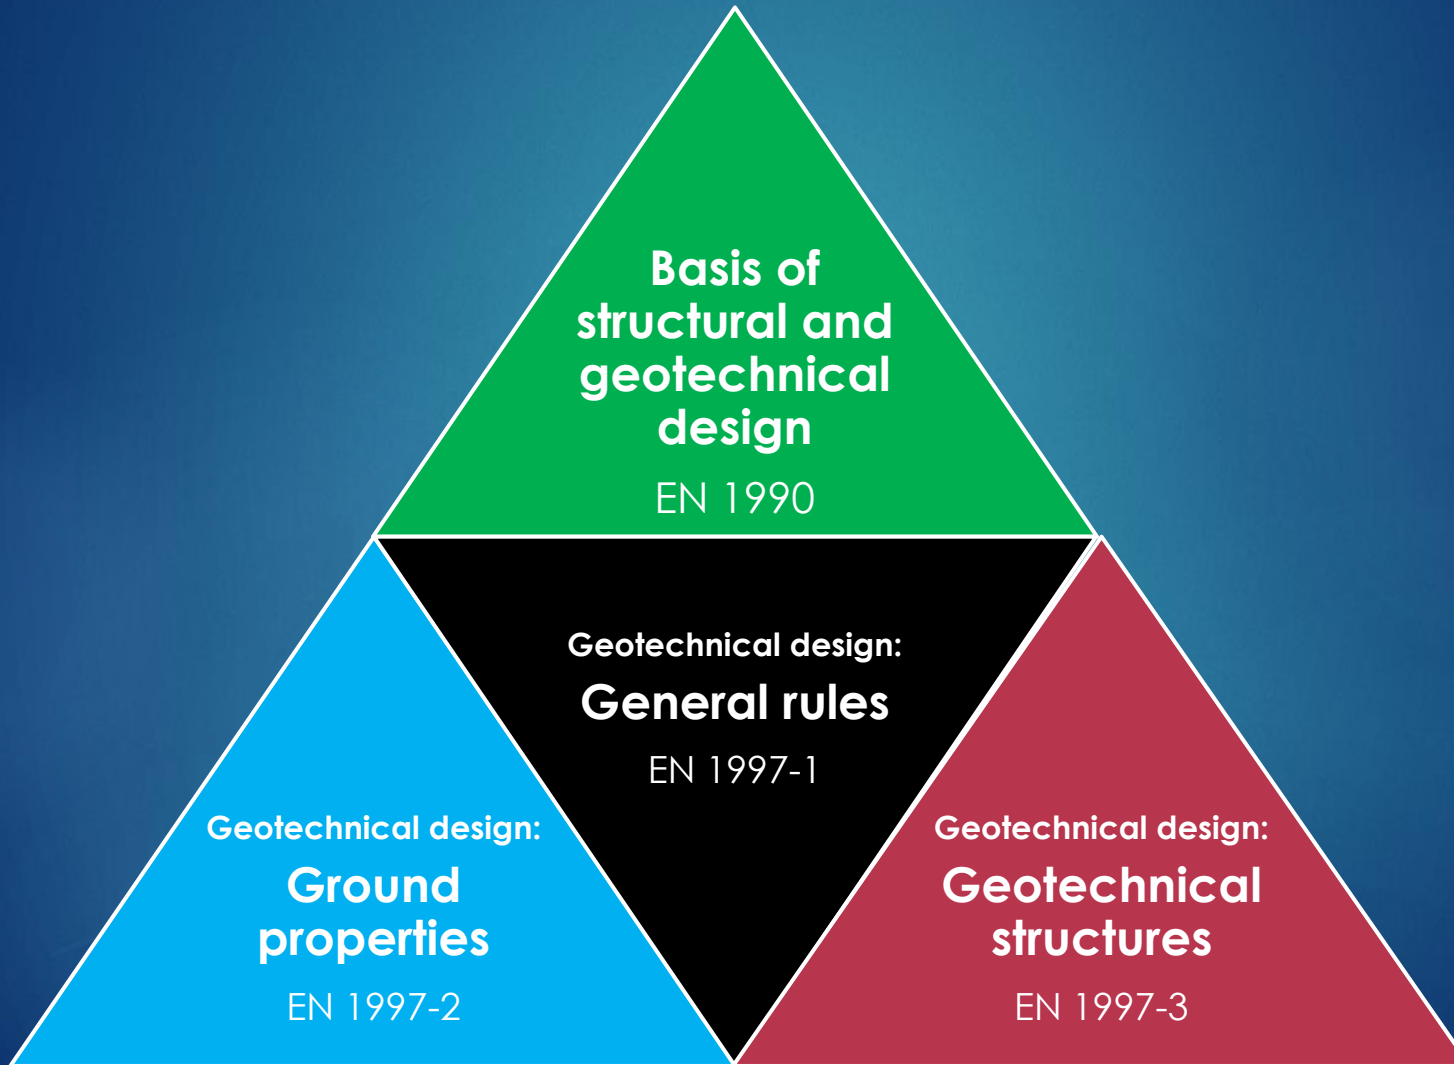 Basis of
structural and
geotechnical
design
EN 1990
Geotechnical design:
General rules
EN 1997-1
Geotechnical design:
Ground
properties
EN 1997-2
Geotechnical design:
Geotechnical
structures
EN 1997-3